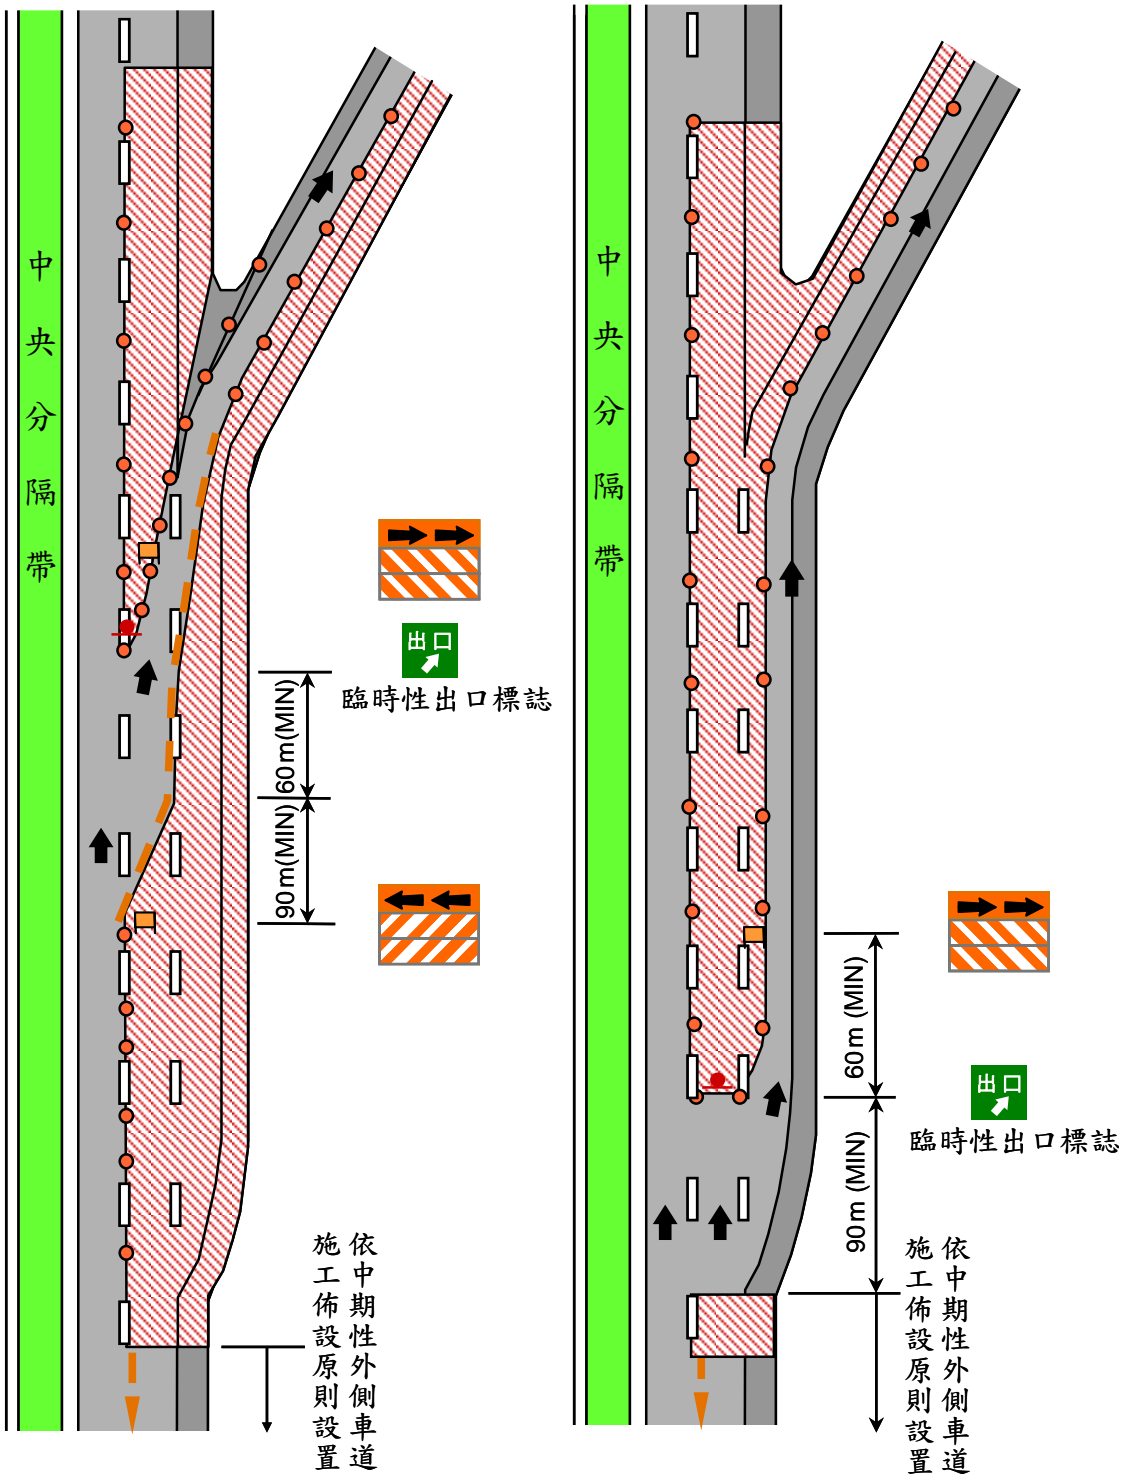 中央分隔帶
出口
臨時性出口標誌
60m(MIN)
90m(MIN)
依中期性外側車道
施工佈設原則設置
中央分隔帶
60m (MIN)
出口
臨時性出口標誌
90m (MIN)
依中期性外側車道
施工佈設原則設置